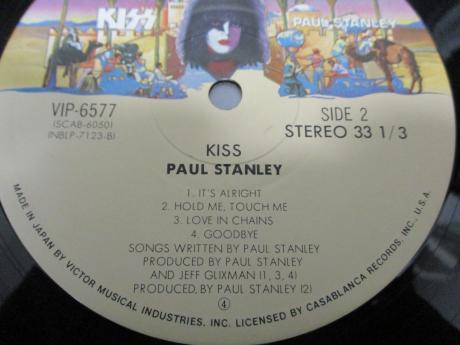 KISS
PAUL STANLEY
VIP-6577
(SCAB-6050)
(NBLP-7123-B)
SIDE 2
STEREO 33 1/3
KISS
PAUL STANLEY
1. IT'S ALRIGHT
2. HOLD ME, TOUCH ME
3. LOVE IN CHAINS
4. GOODBYE
SONGS WRITTEN BY PAUL STANLEY
PRODUCED BY PAUL STANLEY
AND JEFF GLIXMAN (1, 3, 4)
PRODUCED, BY PAUL STANLEY (2)
4
MADE IN JAPAN BY VICTOR MUSICAL INDUSTRIES, INC. LICENSED BY CASABLANCA RECORDS, INC., U.S.A.